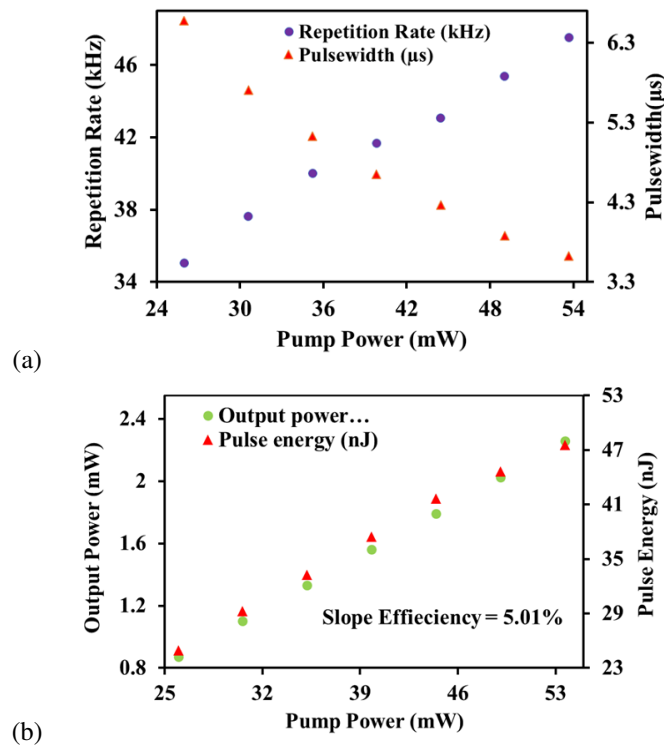 Repetition Rate (kHz)
Pulsewidth (µs)
46
42
38
34
Repetition Rate (kHz)
6.3
5.3
4.3
3.3
Pulsewidth(µs)
24 30 36 42 48 54
Pump Power (mW)
(a)
Output power...
Pulse energy (nJ)
2.4
2
1.6
1.2
0.8
Output Power (mW)
53
47
41
35
29
23
Pulse Energy (nJ)
Slope Effieciency = 5.01%
25 32 39 46 53
Pump Power (mW)
(b)